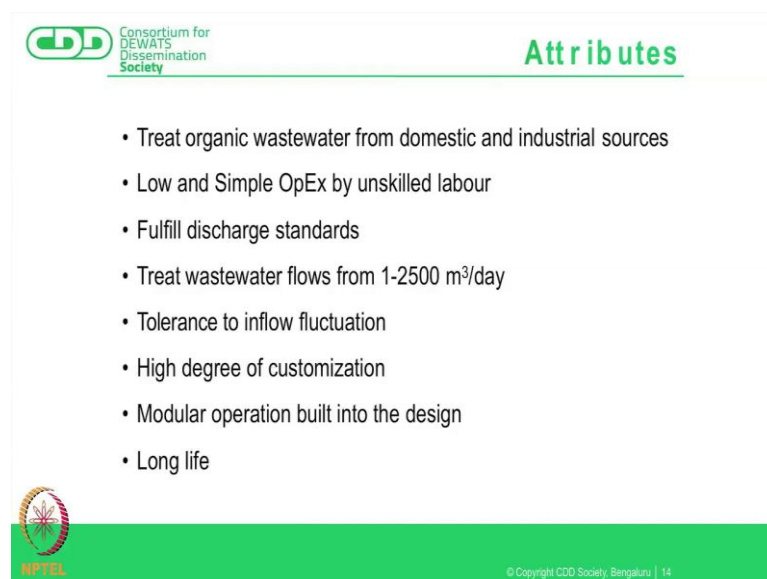 CDD
Consortium for
DEWATS
Dissemination
Society
Attributes
• Treat organic wastewater from domestic and industrial sources
• Low and Simple OpEx by unskilled labour
• Fulfill discharge standards
• Treat wastewater flows from 1-2500 m³/day
• Tolerance to inflow fluctuation
• High degree of customization
• Modular operation built into the design
• Long life
NPTEL
© Copyright CDD Society, Bengaluru | 14